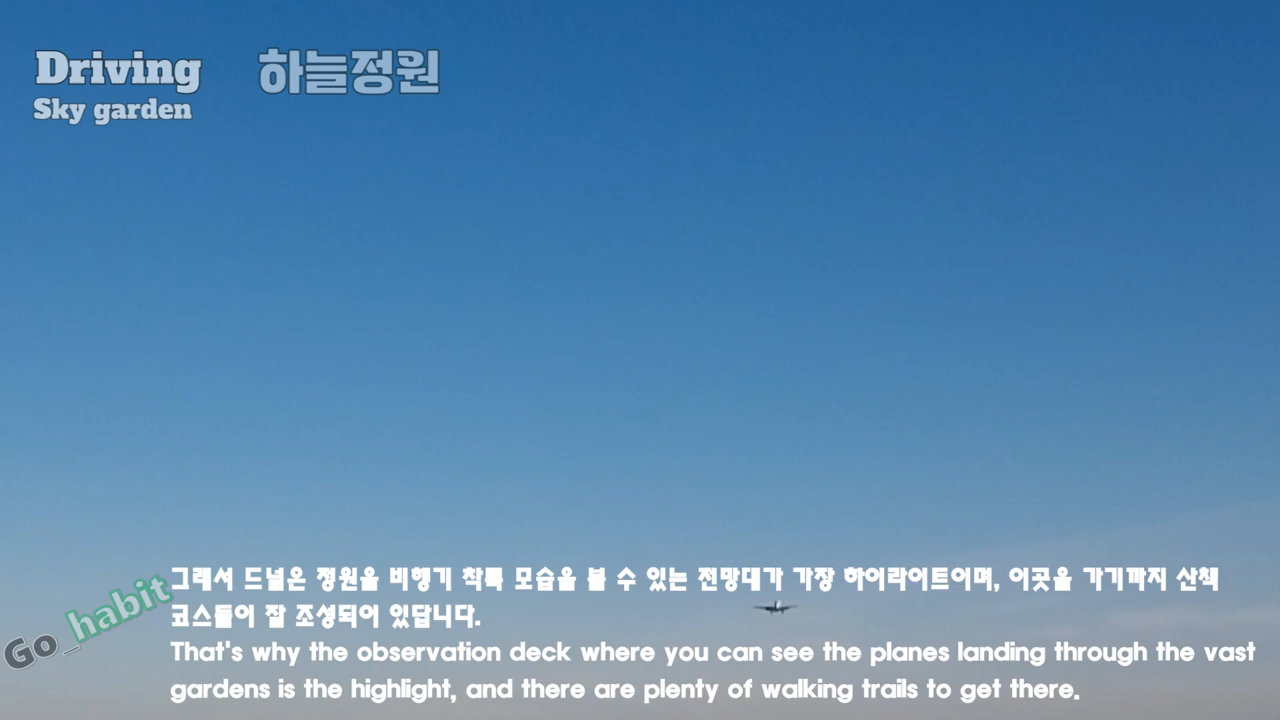 Driving 하늘정원
Sky garden
그래서 드넓은 정원을 비행기 착륙 모습을 볼 수 있는 전망대가 가장 하이라이트이며, 이곳을 가기까지 산책
코스들이 잘 조성되어 있답니다.
Go_habit
That's why the observation deck where you can see the planes landing through the vast
gardens is the highlight, and there are plenty of walking trails to get there.